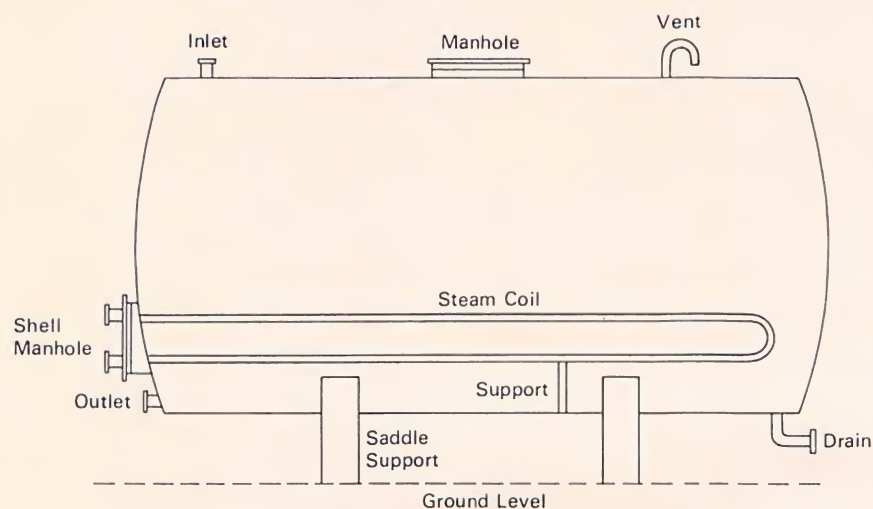 Inlet
Manhole
Vent
Steam Coil
Shell
Manhole
Support
Outlet
Saddle
Support
Drain
Ground Level